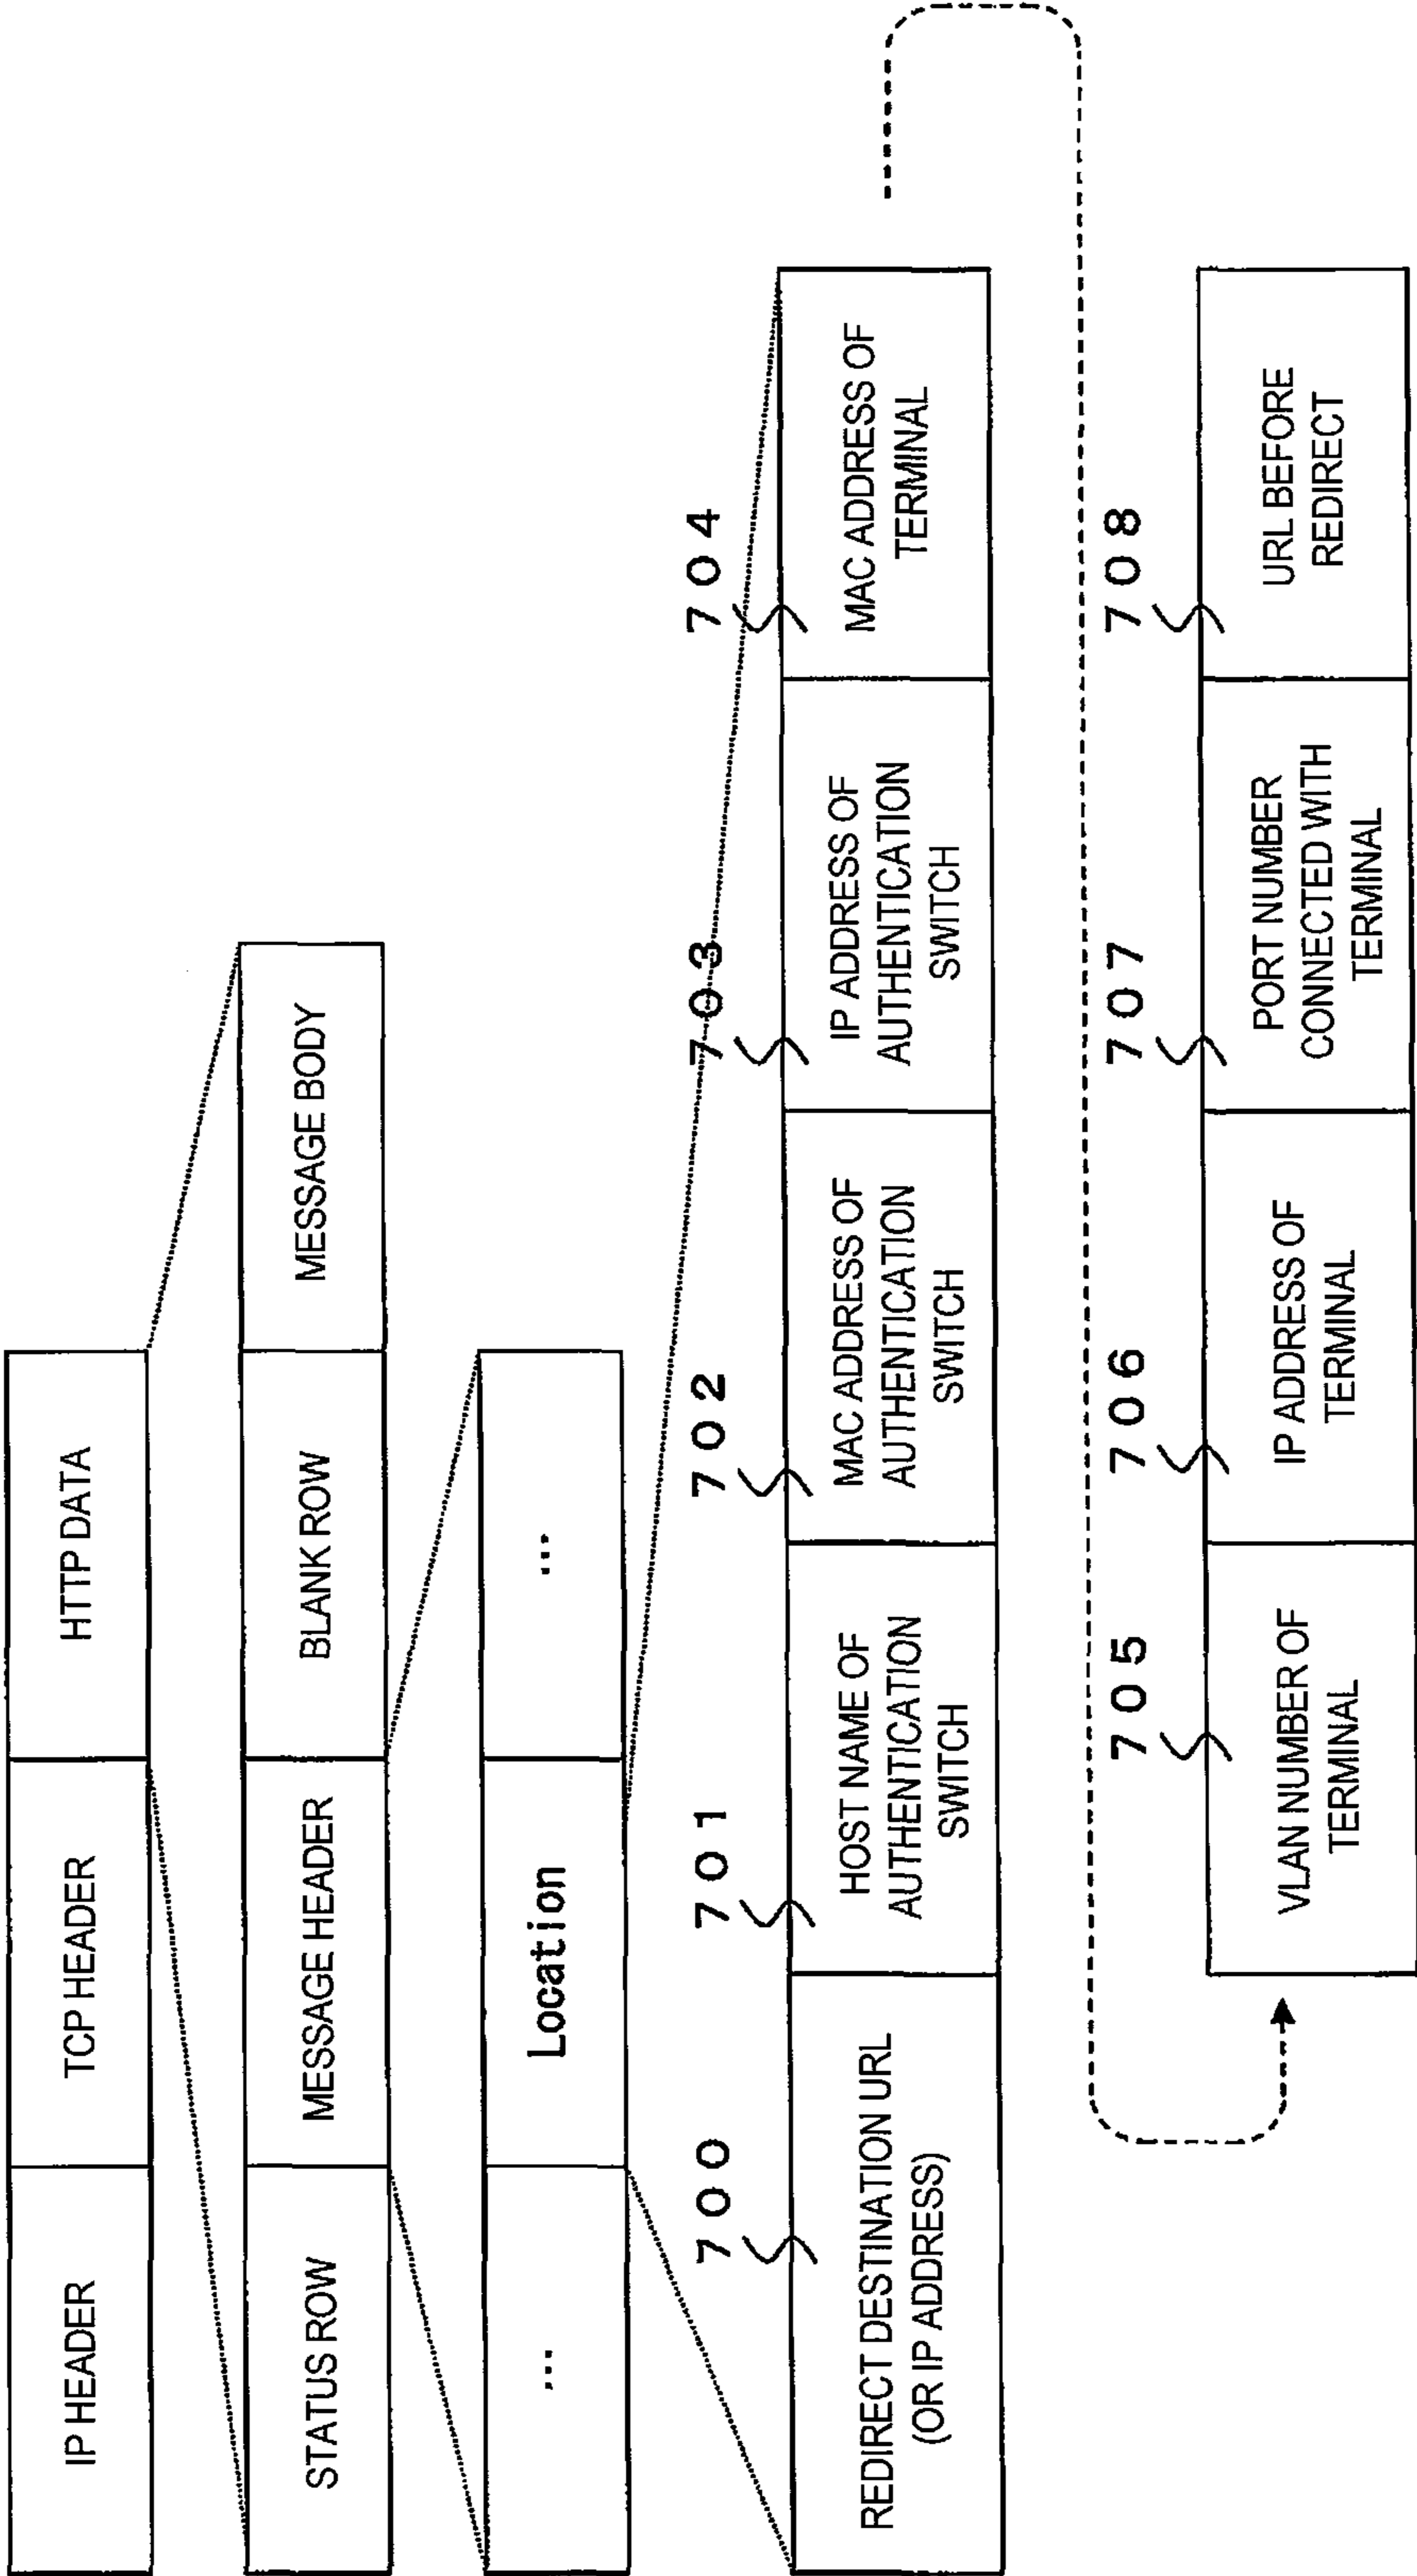 IP HEADER
TCP HEADER
HTTP DATA
STATUS ROW
MESSAGE HEADER
BLANK ROW
MESSAGE BODY
...
Location
...
700
REDIRECT DESTINATION URL
(OR IP ADDRESS)
701
HOST NAME OF
AUTHENTICATION
SWITCH
702
MAC ADDRESS OF
AUTHENTICATION
SWITCH
703
IP ADDRESS OF
AUTHENTICATION
SWITCH
704
MAC ADDRESS OF
TERMINAL
705
VLAN NUMBER OF
TERMINAL
706
IP ADDRESS OF
TERMINAL
707
PORT NUMBER
CONNECTED WITH
TERMINAL
708
URL BEFORE
REDIRECT